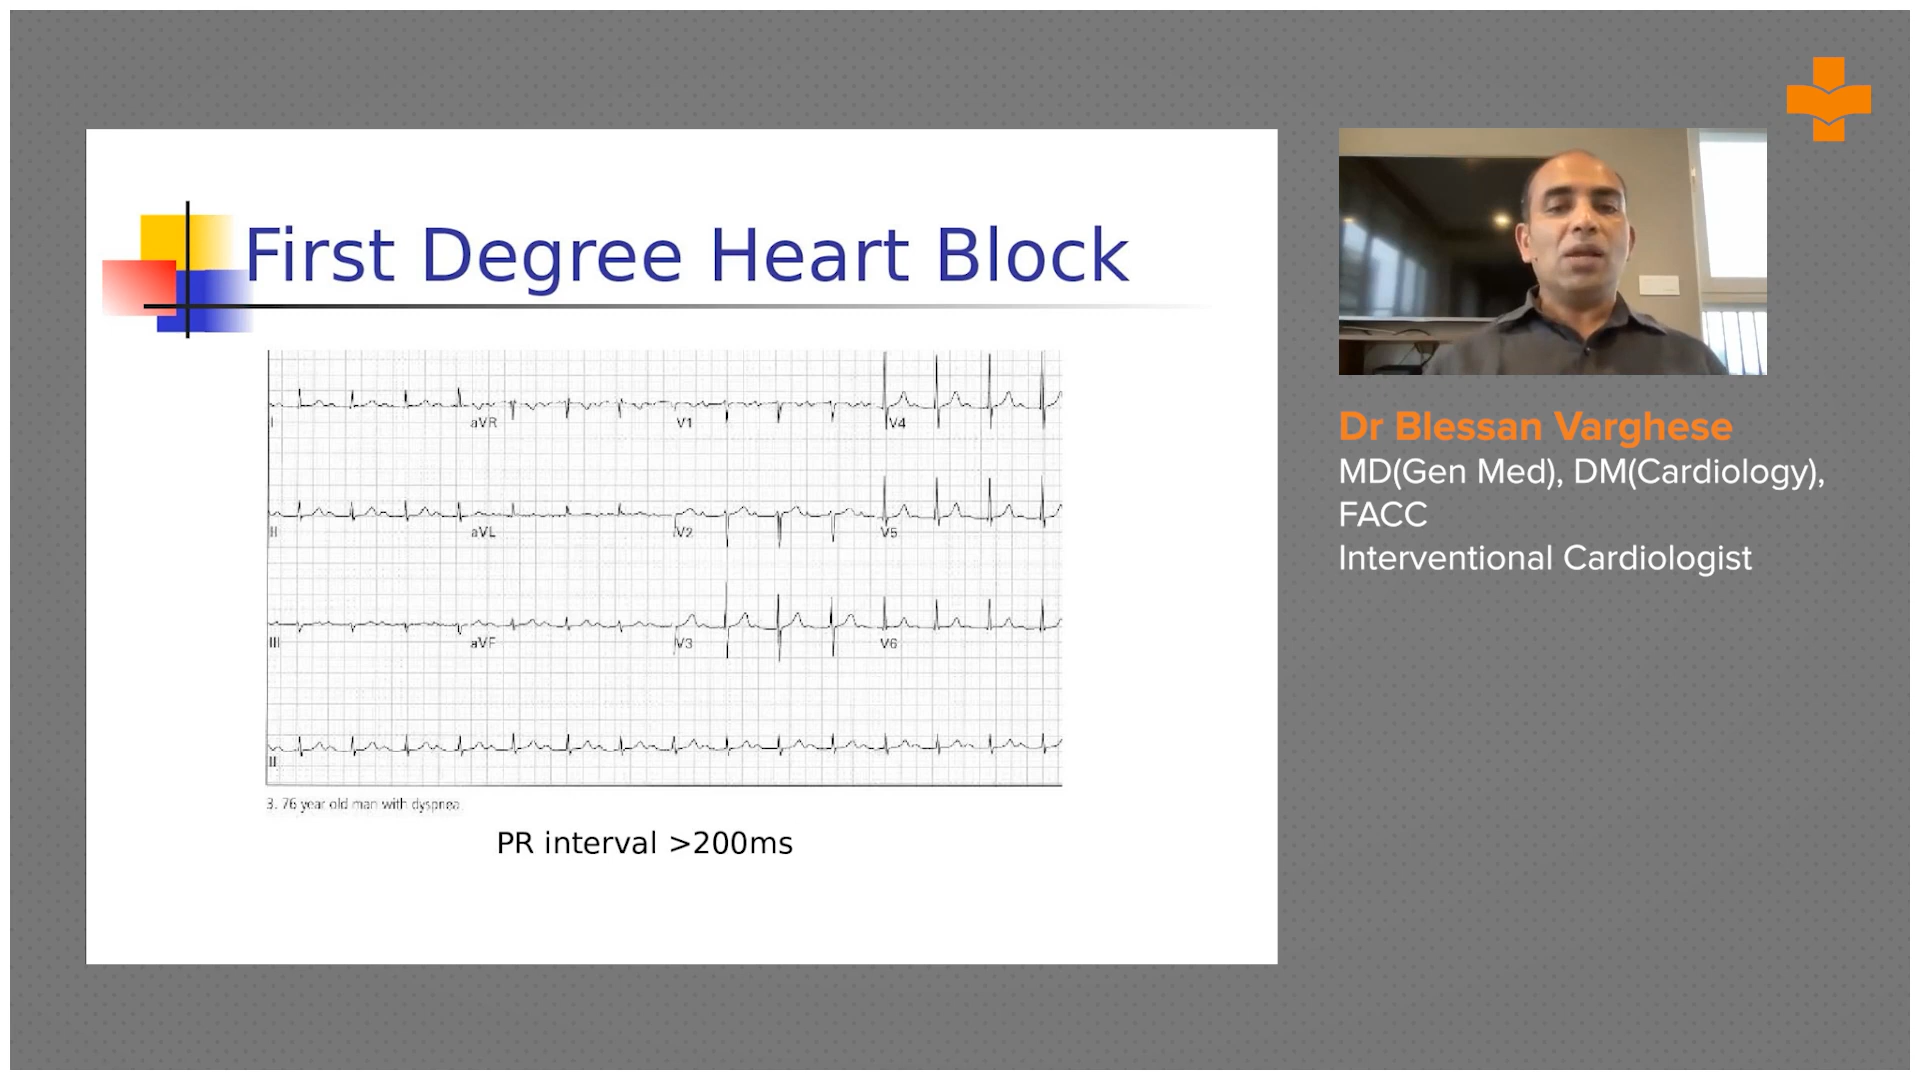 First Degree Heart Block
I
aVR
V1
V4
II
aVL
V2
V5
III
aVF
V3
V6
II
3. 76 year old man with dyspnea
PR interval >200ms
Dr Blessan Varghese
MD(Gen Med), DM(Cardiology),
FACC
Interventional Cardiologist